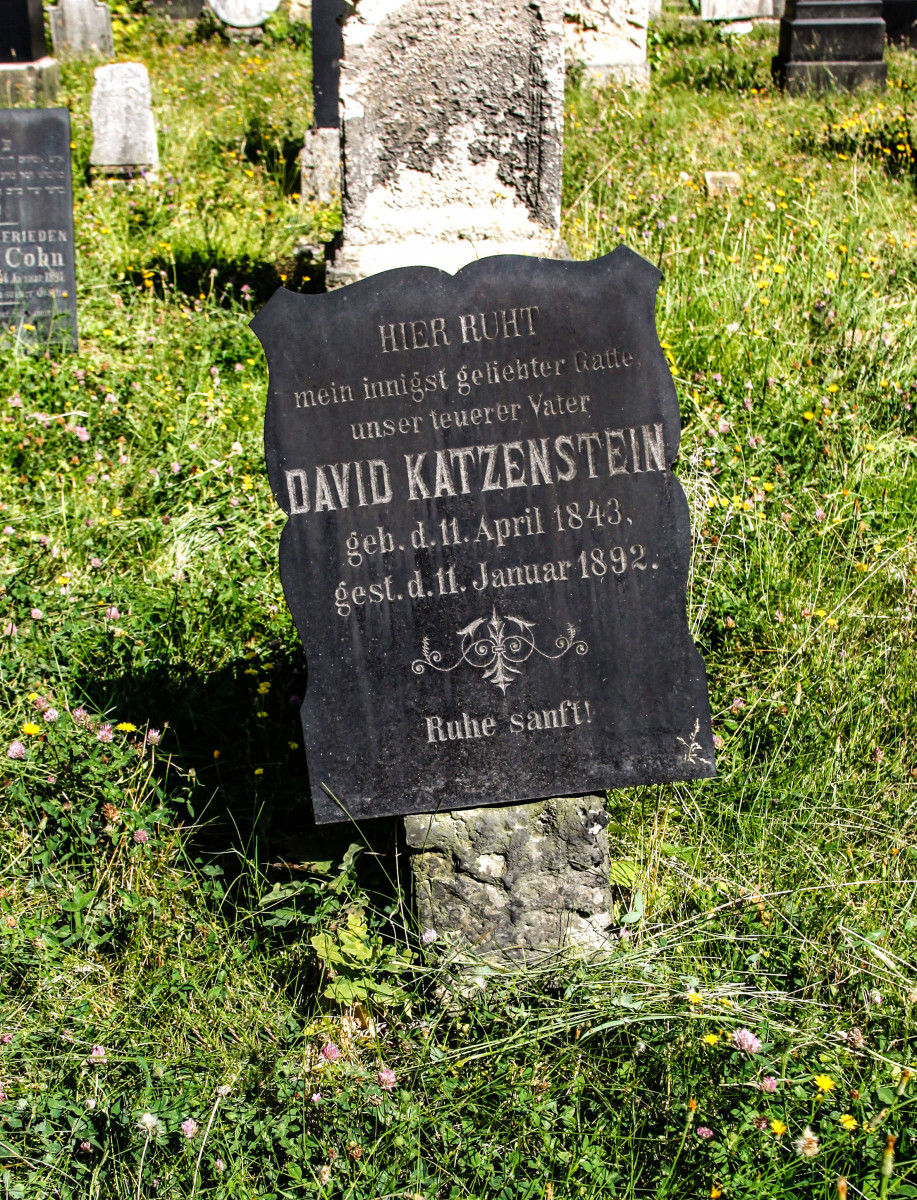 HIER RUHT
mein innigst geliebter Gatte,
unser teuerer Vater
DAVID KATZENSTEIN
geb. d. 11. April 1843,
gest. d. 11. Januar 1892.
Ruhe sanft!
FRIEDEN
Cohn